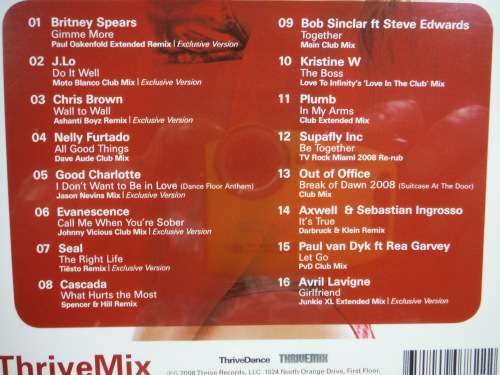 01 Britney Spears
Gimme More
Paul Oakenfold Extended Remix | Exclusive Version
02 J.Lo
Do It Well
Moto Blanco Club Mix | Exclusive Version
03 Chris Brown
Wall to Wall
Ashanti Boyz Remix | Exclusive Version
04 Nelly Furtado
All Good Things
Dave Aude Club Mix
05 Good Charlotte
I Don't Want to Be in Love (Dance Floor Anthem)
Jason Nevins Mix | Exclusive Version
06 Evanescence
Call Me When You're Sober
Johnny Vicious Club Mix | Exclusive Version
07 Seal
The Right Life
Tiësto Remix | Exclusive Version
08 Cascada
What Hurts the Most
Spencer & Hill Remix
09 Bob Sinclar ft Steve Edwards
Together
Main Club Mix
10 Kristine W
The Boss
Love To Infinity's 'Love In The Club' Mix
11 Plumb
In My Arms
Club Extended Mix
12 Supafly Inc
Be Together
TV Rock Miami 2008 Re-rub
13 Out of Office
Break of Dawn 2008 (Suitcase At The Door)
Club Mix
14 Axwell & Sebastian Ingrosso
It's True
Darbruck & Klein Remix
15 Paul van Dyk ft Rea Garvey
Let Go
PvD Club Mix
16 Avril Lavigne
Girlfriend
Junkie XL Extended Mix | Exclusive Version
ThriveMix
ThriveDance THRIVEMIX
℗© 2008 Thrive Records, LLC. 1024 North Orange Drive, First Floor,